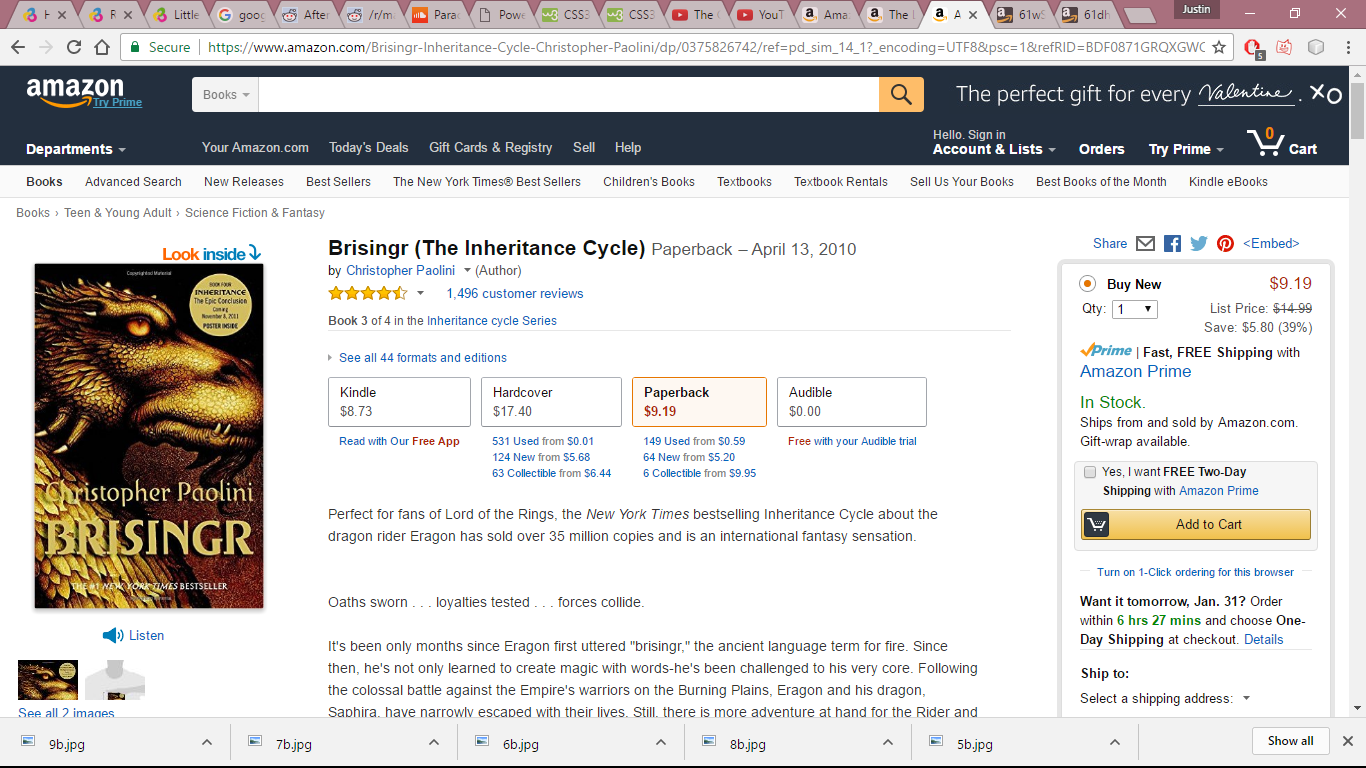 H
R
Little
goog
After
/r/m
Para
Powe
CSS3
CSS3
The
YouT
Ama
The L
A
61wS
61dh
Justin
Secure
https://www.amazon.com/Brisingr-Inheritance-Cycle-Christopher-Paolini/dp/0375826742/ref=pd_sim_14_1?_encoding=UTF8&psc=1&refRID=BDF0871GRQXGWC
5
amazon
Try Prime
Books
The perfect gift for every Valentine. XO
Departments
Your Amazon.com Today's Deals Gift Cards & Registry Sell Help
Hello. Sign in
Account & Lists
Orders
Try Prime
0
Cart
Books Advanced Search New Releases Best Sellers The New York Times® Best Sellers Children's Books Textbooks Textbook Rentals Sell Us Your Books Best Books of the Month Kindle eBooks
Books › Teen & Young Adult › Science Fiction & Fantasy
Look inside
Copyrighted Material
BOOK FOUR
INHERITANCE
The Epic Conclusion
Coming
November 8, 2011
POSTER INSIDE
Christopher Paolini
BRISINGR
THE #1 NEW YORK TIMES BESTSELLER
Listen
See all 2 images
Brisingr (The Inheritance Cycle) Paperback – April 13, 2010
by Christopher Paolini (Author)
1,496 customer reviews
Book 3 of 4 in the Inheritance cycle Series
See all 44 formats and editions
Kindle
$8.73
Read with Our Free App
Hardcover
$17.40
531 Used from $0.01
124 New from $5.68
63 Collectible from $6.44
Paperback
$9.19
149 Used from $0.59
64 New from $5.20
6 Collectible from $9.95
Audible
$0.00
Free with your Audible trial
Perfect for fans of Lord of the Rings, the New York Times bestselling Inheritance Cycle about the
dragon rider Eragon has sold over 35 million copies and is an international fantasy sensation.
Oaths sworn . . . loyalties tested . . . forces collide.
It's been only months since Eragon first uttered "brisingr," the ancient language term for fire. Since
then, he's not only learned to create magic with words-he's been challenged to his very core. Following
the colossal battle against the Empire's warriors on the Burning Plains, Eragon and his dragon,
Saphira, have narrowly escaped with their lives. Still, there is more adventure at hand for the Rider and
Share
<Embed>
Buy New
$9.19
Qty: 1
List Price: $14.99
Save: $5.80 (39%)
Prime | Fast, FREE Shipping with
Amazon Prime
In Stock.
Ships from and sold by Amazon.com.
Gift-wrap available.
Yes, I want FREE Two-Day
Shipping with Amazon Prime
Add to Cart
Turn on 1-Click ordering for this browser
Want it tomorrow, Jan. 31? Order
within 6 hrs 27 mins and choose One-
Day Shipping at checkout. Details
Ship to:
Select a shipping address:
9b.jpg
7b.jpg
6b.jpg
8b.jpg
5b.jpg
Show all